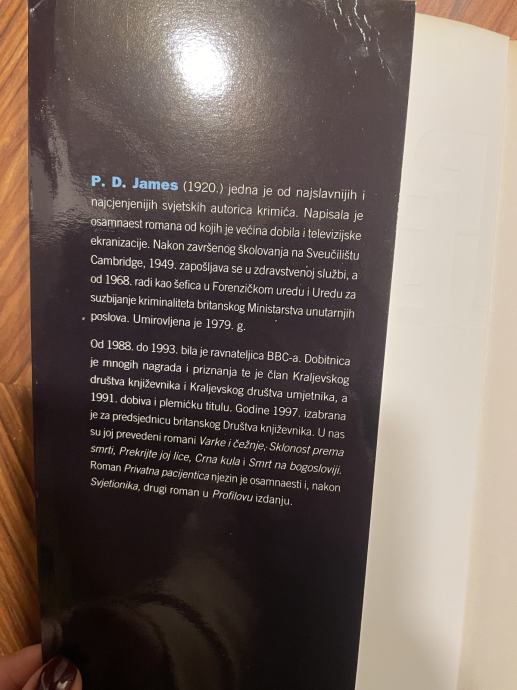 P. D. James (1920.) jedna je od najslavnijih i
najcjenjenijih svjetskih autorica krimića. Napisala je
osamnaest romana od kojih je većina dobila i televizijske
ekranizacije. Nakon završenog školovanja na Sveučilištu
Cambridge, 1949. zapošljava se u zdravstvenoj službi, a
od 1968. radi kao šefica u Forenzičkom uredu i Uredu za
suzbijanje kriminaliteta britanskog Ministarstva unutarnjih
poslova. Umirovljena je 1979. g.
Od 1988. do 1993. bila je ravnateljica BBC-a. Dobitnica
je mnogih nagrada i priznanja te je član Kraljevskog
društva književnika i Kraljevskog društva umjetnika, a
1991. dobiva i plemićku titulu. Godine 1997. izabrana
je za predsjednicu britanskog Društva književnika. U nas
su joj prevedeni romani Varke i čežnje, Sklonost prema
smrti, Prekrijte joj lice, Crna kula i Smrt na bogosloviji.
Roman Privatna pacijentica njezin je osamnaesti i, nakon
Svjetionika, drugi roman u Profilovu izdanju.